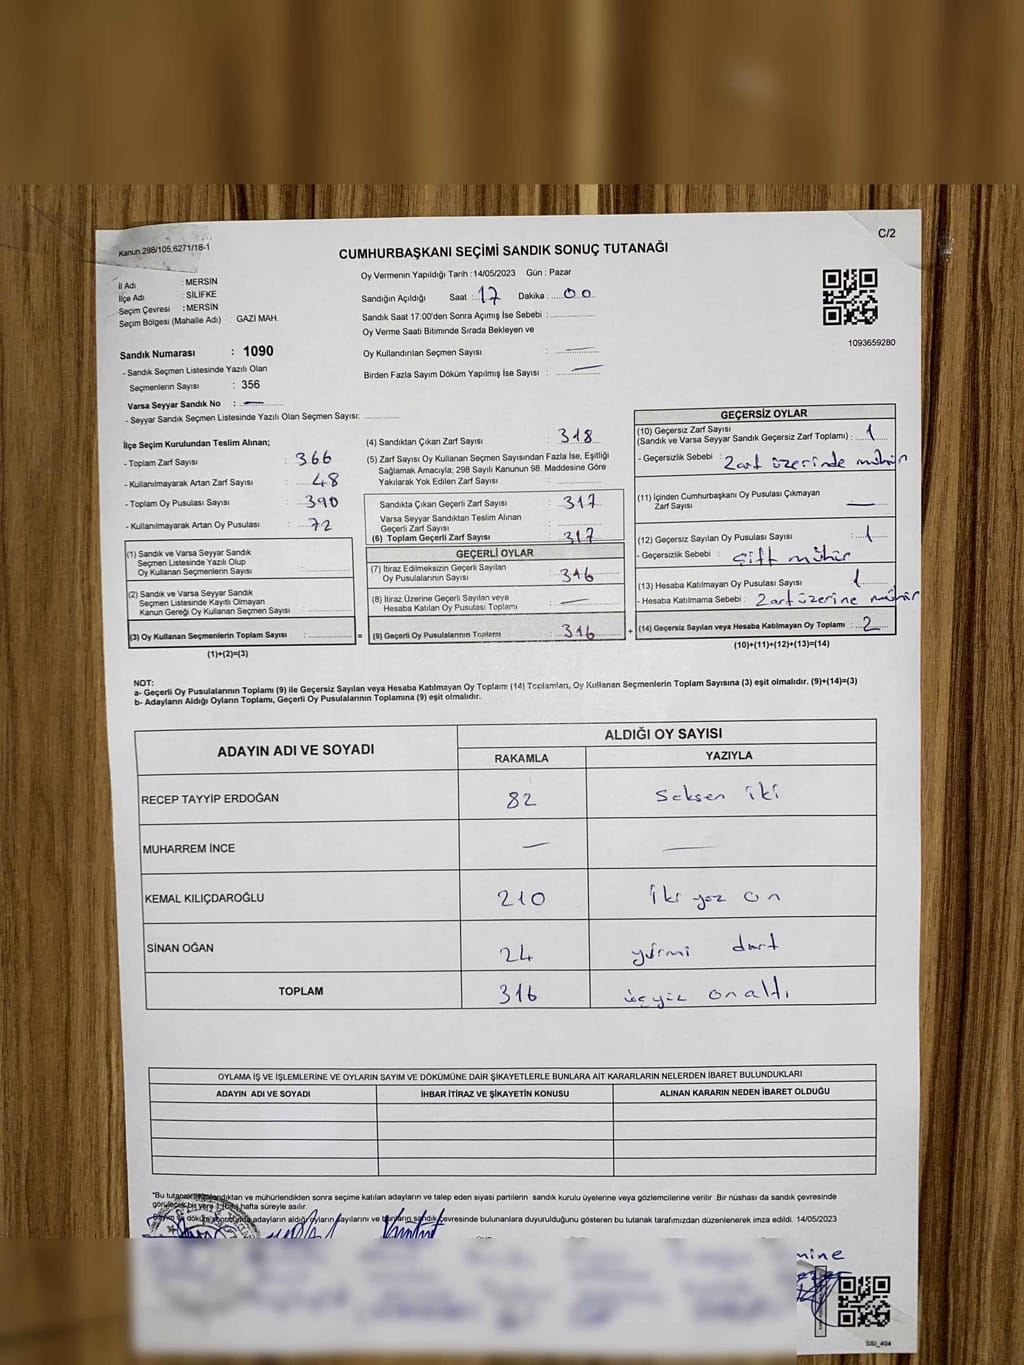 Kanun.298/105,6271/18-1
C/2
CUMHURBAŞKANI SEÇİMİ SANDIK SONUÇ TUTANAĞI
İl Adı : MERSİN
İlçe Adı : SİLİFKE
Seçim Çevresi : MERSİN
Seçim Bölgesi (Mahalle Adı) : GAZİ MAH.
Oy Vermenin Yapıldığı Tarih :14/05/2023 Gün : Pazar
Sandığın Açıldığı Saat : 17 Dakika : 00
Sandık Saat 17:00'den Sonra Açımış İse Sebebi :
Oy Verme Saati Bitiminde Sırada Bekleyen ve
Oy Kullandırılan Seçmen Sayısı : —
Birden Fazla Sayım Döküm Yapılmış İse Sayısı : —
1093659280
Sandık Numarası : 1090
- Sandık Seçmen Listesinde Yazılı Olan
Seçmenlerin Sayısı : 356
Varsa Seyyar Sandık No : —
- Seyyar Sandık Seçmen Listesinde Yazılı Olan Seçmen Sayısı:
İlçe Seçim Kurulundan Teslim Alınan;
- Toplam Zarf Sayısı : 366
- Kullanılmayarak Artan Zarf Sayısı : 48
- Toplam Oy Pusulası Sayısı : 390
- Kullanılmayarak Artan Oy Pusulası : 72
(1) Sandık ve Varsa Seyyar Sandık
Seçmen Listesinde Yazılı Olup
Oy Kullanan Seçmenlerin Sayısı :
(2) Sandık ve Varsa Seyyar Sandık
Seçmen Listesinde Kayıtlı Olmayan
Kanun Gereği Oy Kullanan Seçmen Sayısı :
(3) Oy Kullanan Seçmenlerin Toplam Sayısı : =
(1)+(2)=(3)
(4) Sandıktan Çıkan Zarf Sayısı : 318
(5) Zarf Sayısı Oy Kullanan Seçmen Sayısından Fazla İse, Eşitliği
Sağlamak Amacıyla; 298 Sayılı Kanunun 98. Maddesine Göre
Yakılarak Yok Edilen Zarf Sayısı :
Sandıkta Çıkan Geçerli Zarf Sayısı : 317
Varsa Seyyar Sandıktan Teslim Alınan
Geçerli Zarf Sayısı :
(6) Toplam Geçerli Zarf Sayısı : 317
GEÇERLİ OYLAR
(7) İtiraz Edilmeksizin Geçerli Sayılan
Oy Pusulalarının Sayısı : 316
(8) İtiraz Üzerine Geçerli Sayılan veya
Hesaba Katılan Oy Pusulası Toplamı : —
(9) Geçerli Oy Pusulalarının Toplamı : 316 +
GEÇERSİZ OYLAR
(10) Geçersiz Zarf Sayısı
(Sandık ve Varsa Seyyar Sandık Geçersiz Zarf Toplamı) : 1
- Geçersizlik Sebebi : Zarf üzerinde mühür
(11) İçinden Cumhurbaşkanı Oy Pusulası Çıkmayan
Zarf Sayısı : —
(12) Geçersiz Sayılan Oy Pusulası Sayısı : 1
- Geçersizlik Sebebi : Çift mühür
(13) Hesaba Katılmayan Oy Pusulası Sayısı : 1
- Hesaba Katılmama Sebebi : Zarf üzerine mühür
(14) Geçersiz Sayılan veya Hesaba Katılmayan Oy Toplamı : 2
(10)+(11)+(12)+(13)=(14)
NOT:
a- Geçerli Oy Pusulalarının Toplamı (9) ile Geçersiz Sayılan veya Hesaba Katılmayan Oy Toplamı (14) Toplamları, Oy Kullanan Seçmenlerin Toplam Sayısına (3) eşit olmalıdır. (9)+(14)=(3)
b- Adayların Aldığı Oyların Toplamı, Geçerli Oy Pusulalarının Toplamına (9) eşit olmalıdır.
ADAYIN ADI VE SOYADI
ALDIĞI OY SAYISI
RAKAMLA YAZIYLA
RECEP TAYYİP ERDOĞAN 82 Seksen iki
MUHARREM İNCE — —
KEMAL KILIÇDAROĞLU 210 İki yüz on
SİNAN OĞAN 24 yirmi dört
TOPLAM 316 üçyüz onaltı
OYLAMA İŞ VE İŞLEMLERİNE VE OYLARIN SAYIM VE DÖKÜMÜNE DAİR ŞİKAYETLERLE BUNLARA AİT KARARLARIN NELERDEN İBARET BULUNDUKLARI
ADAYIN ADI VE SOYADI İHBAR İTİRAZ VE ŞİKAYETİN KONUSU ALINAN KARARIN NEDEN İBARET OLDUĞU
*Bu tutanak mühürlendikten sonra seçime katılan adayların ve talep eden siyasi partilerin sandık kurulu üyelerine veya gözlemcilerine verilir .Bir nüshası da sandık çevresinde
hafta süreyle asılır.
adayların aldığı oyların sayılarını ve sandık çevresinde bulunanlara duyurulduğunu gösteren bu tutanak tarafımızdan düzenlenerek imza edildi. 14/05/2023
SSI_404